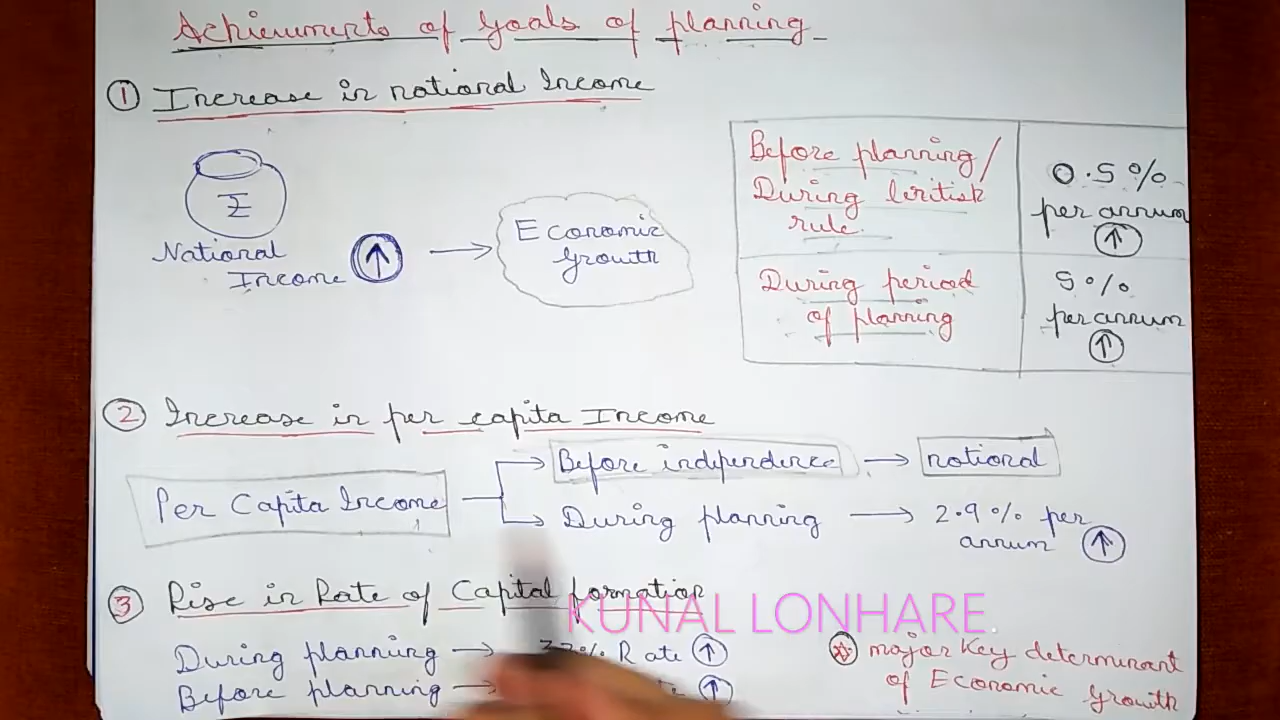 Achievements of Goals of planning
① Increase in national Income
₹
National
Income ↑ → Economic
Growth
Before planning/
During british
rule.
0.5%
per annum
↑
During period
of planning
5%
per annum
↑
② Increase in per capita Income
Per Capita Income
Before independence → notional
During planning → 2.9% per
annum ↑
③ Rise in Rate of Capital formation
KUNAL LONHARE.
During planning → Rate ↑
Before planning → ↑
major key determinant
of Economic Growth